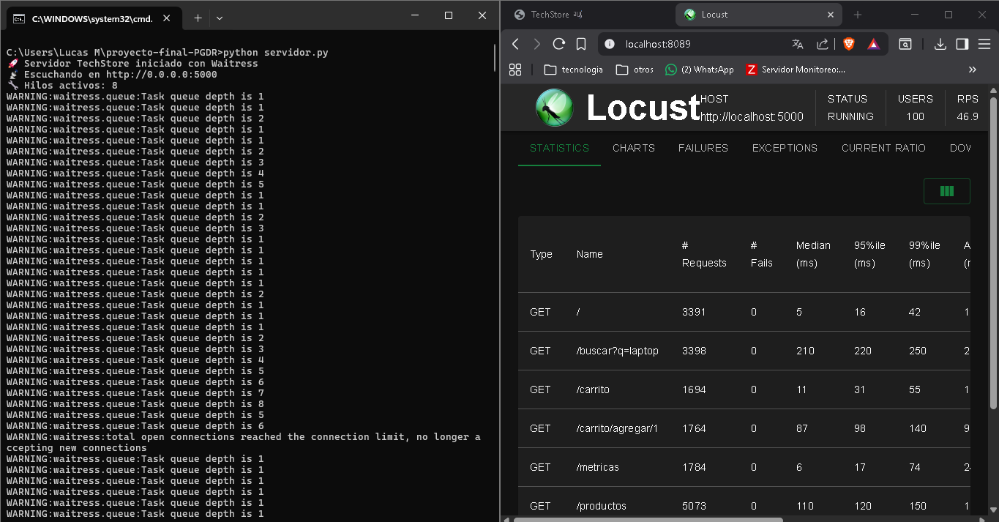 C:\WINDOWS\system32\cmd.
C:\Users\Lucas M\proyecto-final-PGDR>python servidor.py
🚀 Servidor TechStore iniciado con Waitress
📡 Escuchando en http://0.0.0.0:5000
🔧 Hilos activos: 8
WARNING:waitress.queue:Task queue depth is 1
WARNING:waitress.queue:Task queue depth is 1
WARNING:waitress.queue:Task queue depth is 2
WARNING:waitress.queue:Task queue depth is 1
WARNING:waitress.queue:Task queue depth is 1
WARNING:waitress.queue:Task queue depth is 2
WARNING:waitress.queue:Task queue depth is 3
WARNING:waitress.queue:Task queue depth is 4
WARNING:waitress.queue:Task queue depth is 5
WARNING:waitress.queue:Task queue depth is 1
WARNING:waitress.queue:Task queue depth is 1
WARNING:waitress.queue:Task queue depth is 2
WARNING:waitress.queue:Task queue depth is 3
WARNING:waitress.queue:Task queue depth is 1
WARNING:waitress.queue:Task queue depth is 1
WARNING:waitress.queue:Task queue depth is 1
WARNING:waitress.queue:Task queue depth is 1
WARNING:waitress.queue:Task queue depth is 1
WARNING:waitress.queue:Task queue depth is 2
WARNING:waitress.queue:Task queue depth is 1
WARNING:waitress.queue:Task queue depth is 1
WARNING:waitress.queue:Task queue depth is 1
WARNING:waitress.queue:Task queue depth is 2
WARNING:waitress.queue:Task queue depth is 3
WARNING:waitress.queue:Task queue depth is 4
WARNING:waitress.queue:Task queue depth is 5
WARNING:waitress.queue:Task queue depth is 6
WARNING:waitress.queue:Task queue depth is 7
WARNING:waitress.queue:Task queue depth is 8
WARNING:waitress.queue:Task queue depth is 5
WARNING:waitress.queue:Task queue depth is 6
WARNING:waitress:total open connections reached the connection limit, no longer a
ccepting new connections
WARNING:waitress.queue:Task queue depth is 1
WARNING:waitress.queue:Task queue depth is 1
WARNING:waitress.queue:Task queue depth is 1
WARNING:waitress.queue:Task queue depth is 1
WARNING:waitress.queue:Task queue depth is 1
WARNING:waitress.queue:Task queue depth is 1
TechStore Locust
localhost:8089
tecnologia otros (2) WhatsApp Z Servidor Monitoreo:... »
Locust
HOST STATUS USERS RPS
http://localhost:5000 RUNNING 100 46.9
STATISTICS CHARTS FAILURES EXCEPTIONS CURRENT RATIO
Type Name # Requests # Fails Median (ms) 95%ile (ms) 99%ile (ms)
GET / 3391 0 5 16 42
GET /buscar?q=laptop 3398 0 210 220 250
GET /carrito 1694 0 11 31 55
GET /carrito/agregar/1 1764 0 87 98 140
GET /metricas 1784 0 6 17 74
GET /productos 5073 0 110 120 150